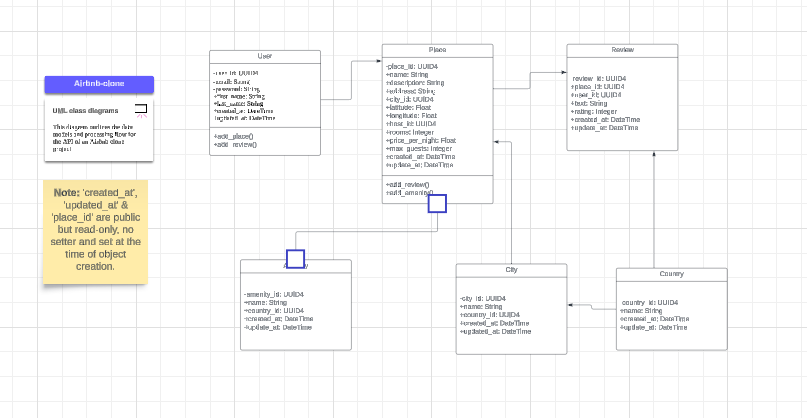 Airbnb-clone
UML class diagrams
This diagram outlines the data
models and processing flow for
the API of an Airbnb clone
project
Note: 'created_at',
'updated_at' &
'place_id' are public
but read-only, no
setter and set at the
time of object
creation.
User
-user_id: UUID4
-email: String
-password: String
+first_name: String
+last_name: String
+created_at: DateTime
+add_place()
+add_review()
Place
-place_id: UUID4
+name: String
+description: String
+address: String
+city_id: UUID4
+latitude: Float
+longitude: Float
+host_id: UUID4
+rooms: Integer
+price_per_night: Float
+max_guests: Integer
+created_at: DateTime
+update_at: DateTime
+add_review()
+add_amenity()
Review
review_id: UUID4
+place_id: UUID4
+user_id: UUID4
+text: String
+rating: Integer
+created_at: DateTime
+update_at: DateTime
-amenity_id: UUID4
+name: String
+country_id: UUID4
+created_at: DateTime
+update_at: DateTime
City
-city_id: UUID4
+name: String
+country_id: UUID4
+created_at: DateTime
+updated_at: DateTime
Country
country_id: UUID4
+name: String
+created_at: DateTime
+update_at: DateTime